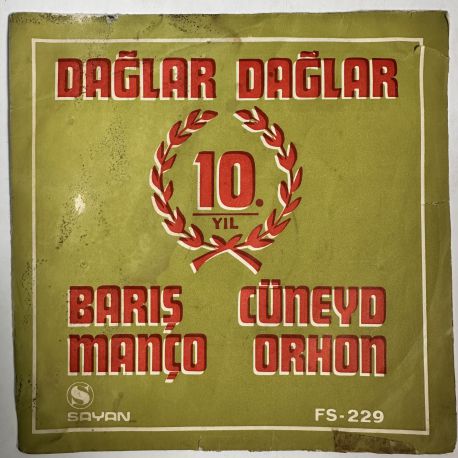 DAĞLAR DAĞLAR
10.
YIL
BARIŞ CÜNEYD
MANÇO ORHON
S
SAYAN FS-229